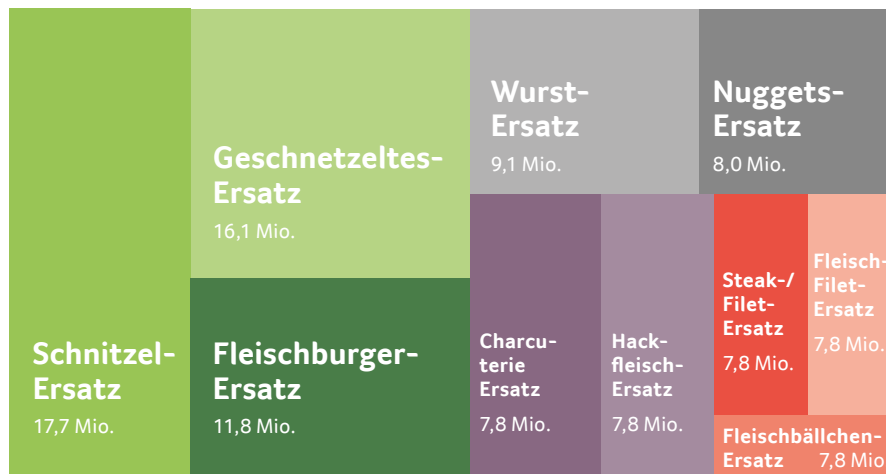 Schnitzel-
Ersatz
17,7 Mio.
Geschnetzeltes-
Ersatz
16,1 Mio.
Fleischburger-
Ersatz
11,8 Mio.
Wurst-
Ersatz
9,1 Mio.
Nuggets-
Ersatz
8,0 Mio.
Charcu-
terie
Ersatz
7,8 Mio.
Hack-
fleisch-
Ersatz
7,8 Mio.
Steak-/
Filet-
Ersatz
7,8 Mio.
Fleisch-
Filet-
Ersatz
7,8 Mio.
Fleischbällchen-
Ersatz 7,8 Mio